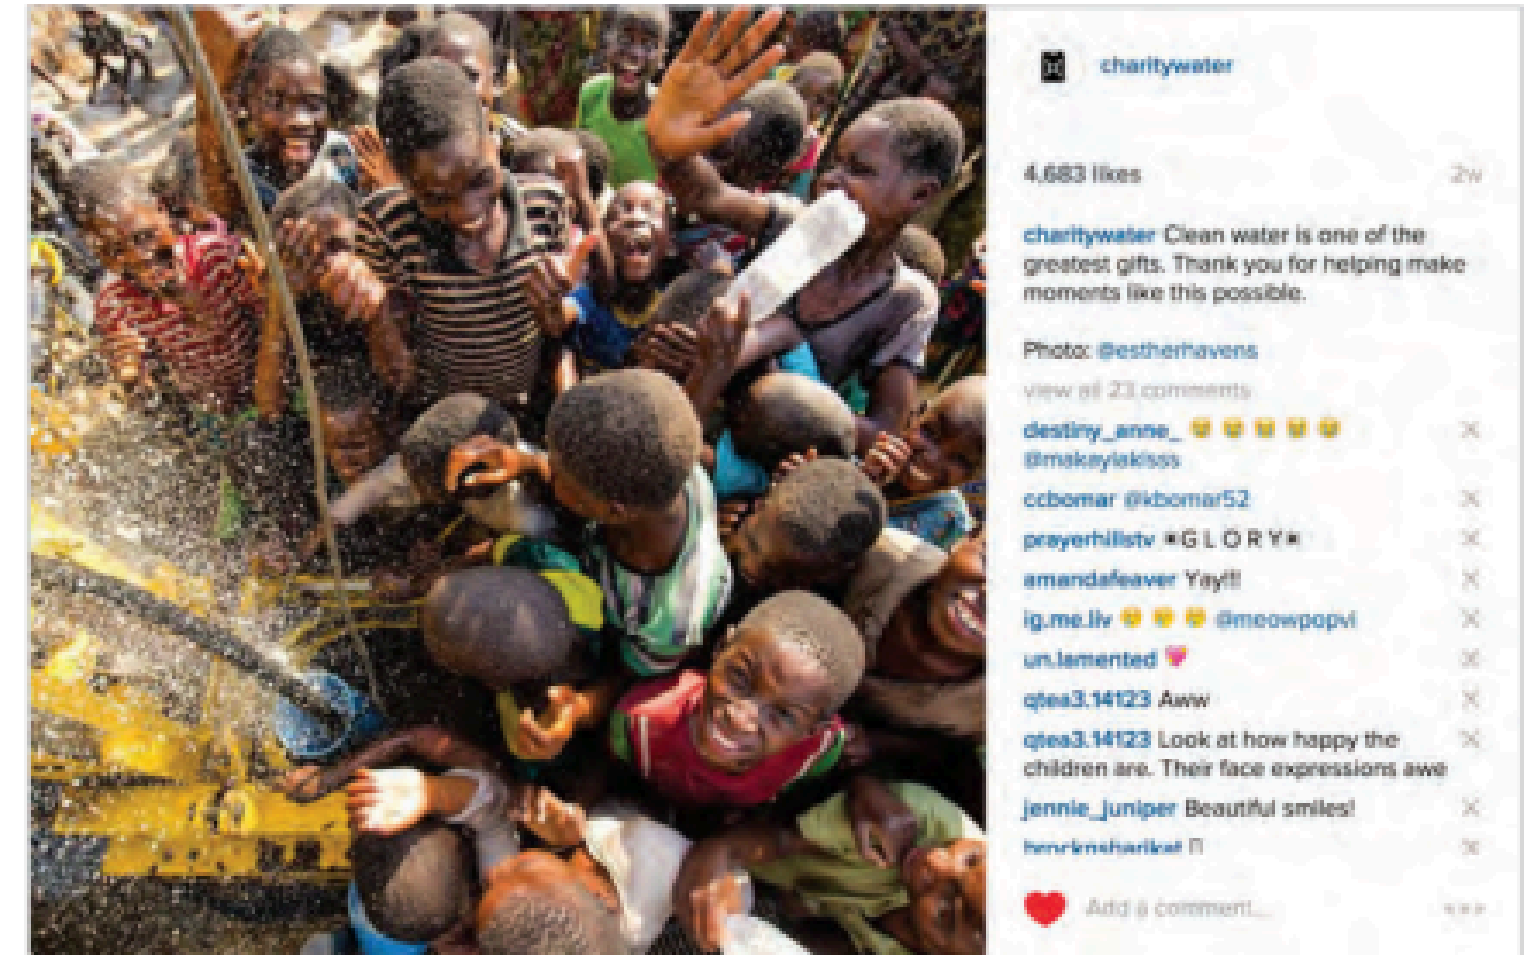 charitywater
4,683 likes 2w
charitywater Clean water is one of the
greatest gifts. Thank you for helping make
moments like this possible.
Photo: @estherhavens
view all 23 comments
destiny_anne_ 😢 😢 😢 😢 😢
@makaylakisss
ccbomar @kbomar52
prayerhillstv ✷G L O R Y✷
amandafeaver Yay!!!
ig.me.liv 😢 😢 😢 @meowpopvi
un.lamented 💖
qtea3.14123 Aww
qtea3.14123 Look at how happy the
children are. Their face expressions awe
jennie_juniper Beautiful smiles!
Add a comment...